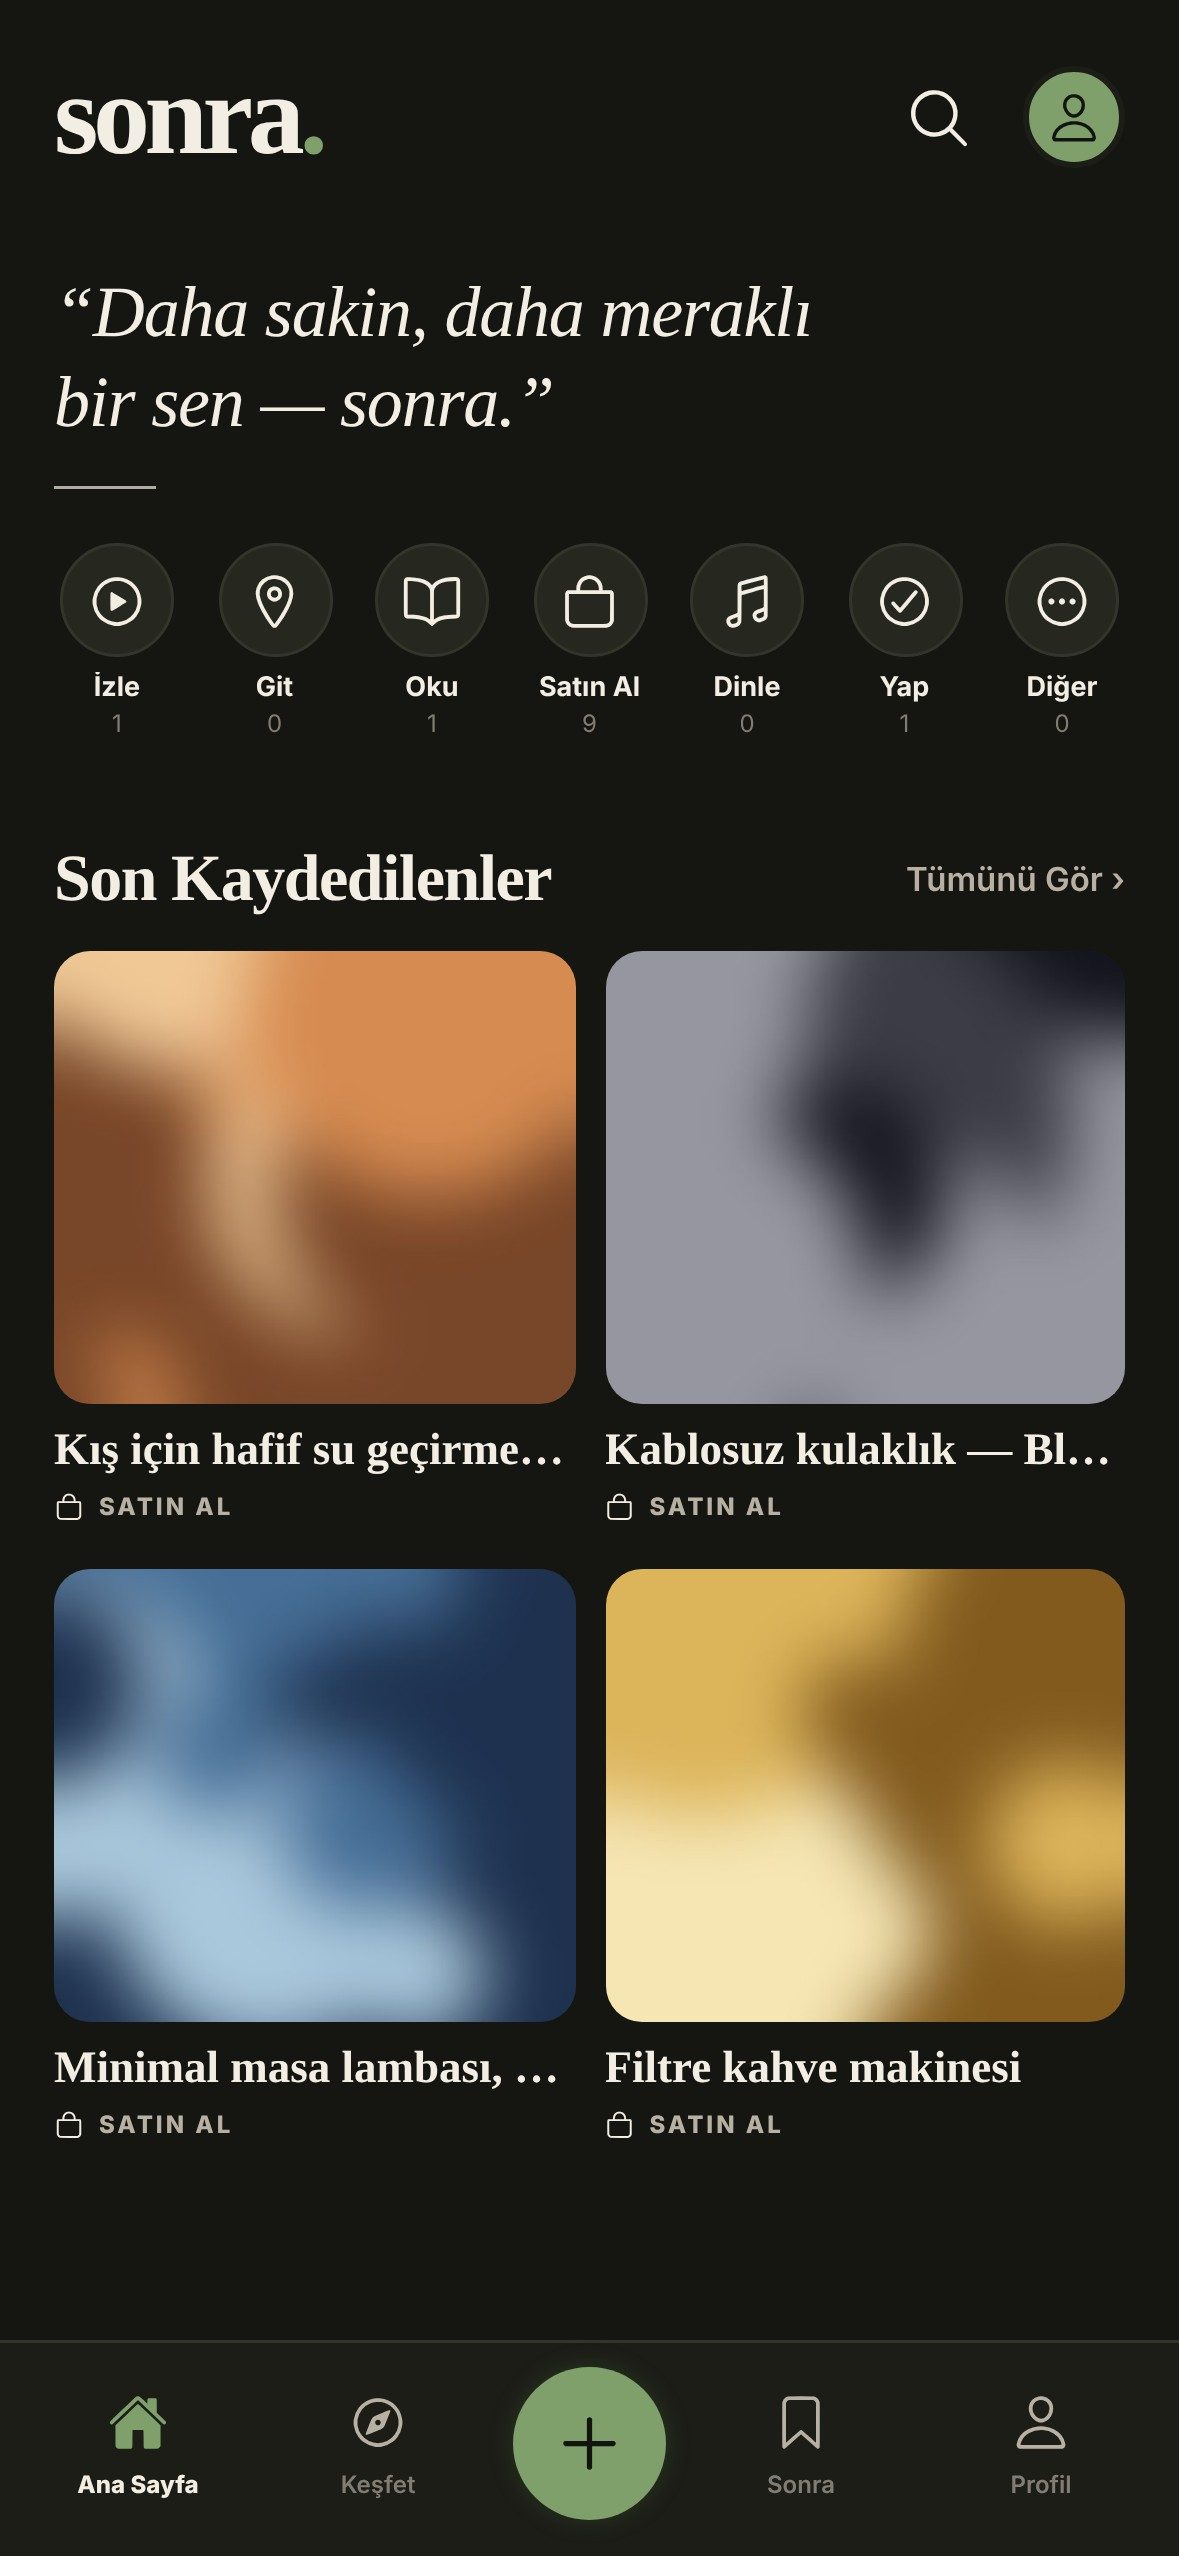 sonra.
“Daha sakin, daha meraklı
bir sen — sonra.”
İzle
1
Git
0
Oku
1
Satın Al
9
Dinle
0
Yap
1
Diğer
0
Son Kaydedilenler
Tümünü Gör ›
Kış için hafif su geçirme…
SATIN AL
Kablosuz kulaklık — Bl…
SATIN AL
Minimal masa lambası, …
SATIN AL
Filtre kahve makinesi
SATIN AL
Ana Sayfa
Keşfet
Sonra
Profil